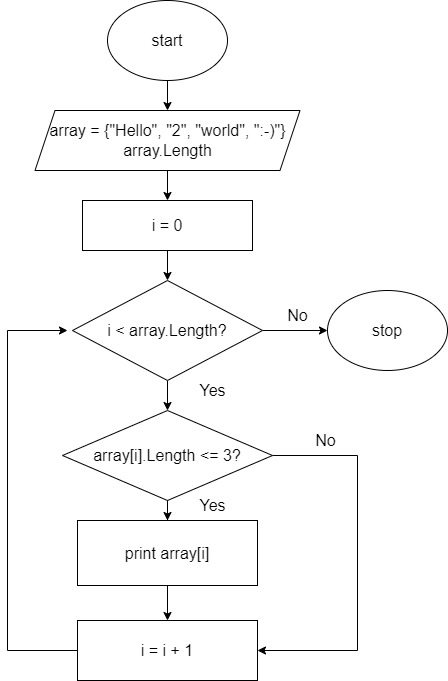 start
array = {"Hello", "2", "world", ":-)"}
array.Length
i = 0
i < array.Length?
No
stop
Yes
array[i].Length <= 3?
No
Yes
print array[i]
i = i + 1